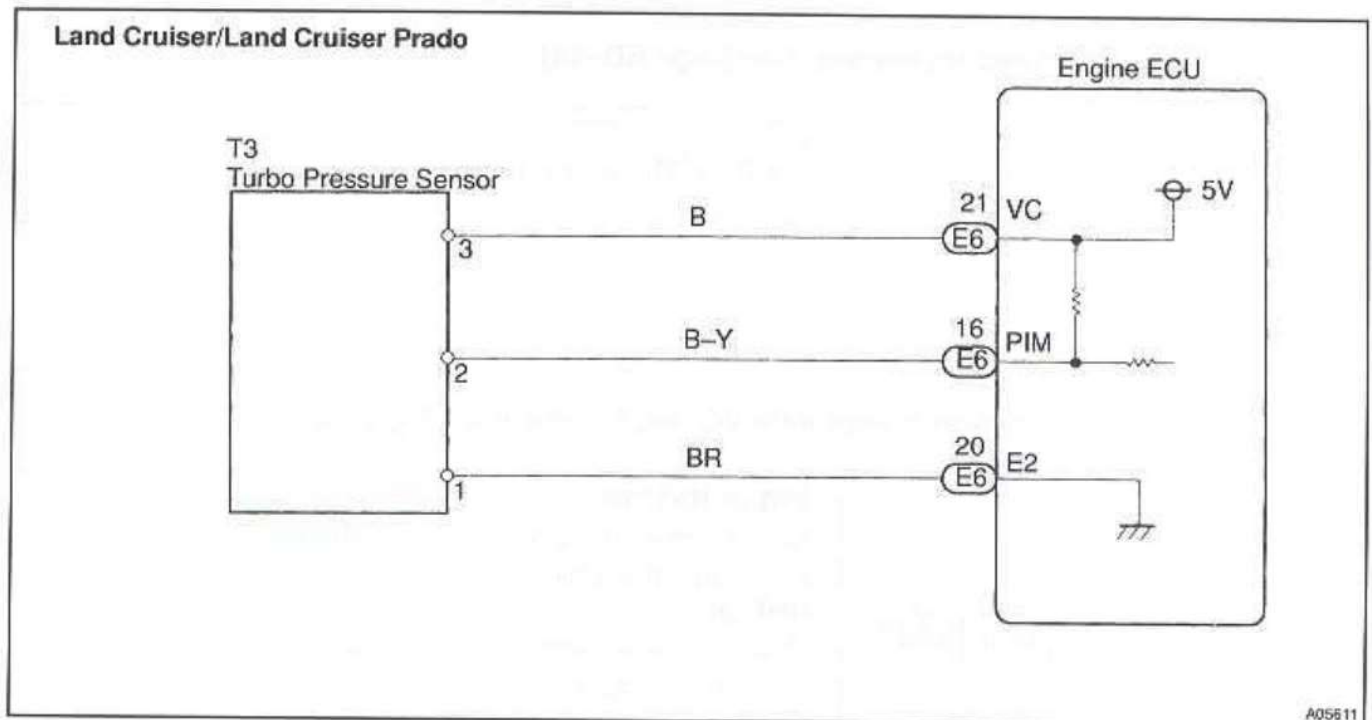 Land Cruiser/Land Cruiser Prado
Engine ECU
T3
Turbo Pressure Sensor
5V
B
21
VC
3
E6
B–Y
16
PIM
2
E6
BR
20
E2
1
E6
A05611